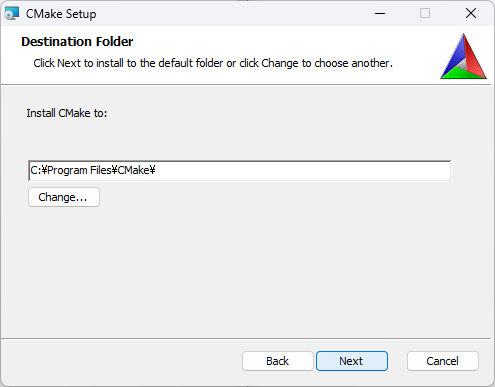 CMake Setup
Destination Folder
Click Next to install to the default folder or click Change to choose another.
Install CMake to:
C:¥Program Files¥CMake¥
Change...
Back
Next
Cancel